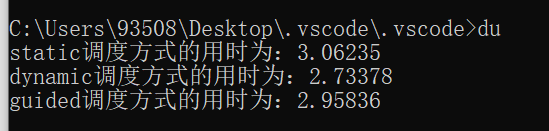 C:\Users\93508\Desktop\.vscode\.vscode>du
static调度方式的用时为：3.06235
dynamic调度方式的用时为：2.73378
guided调度方式的用时为：2.95836